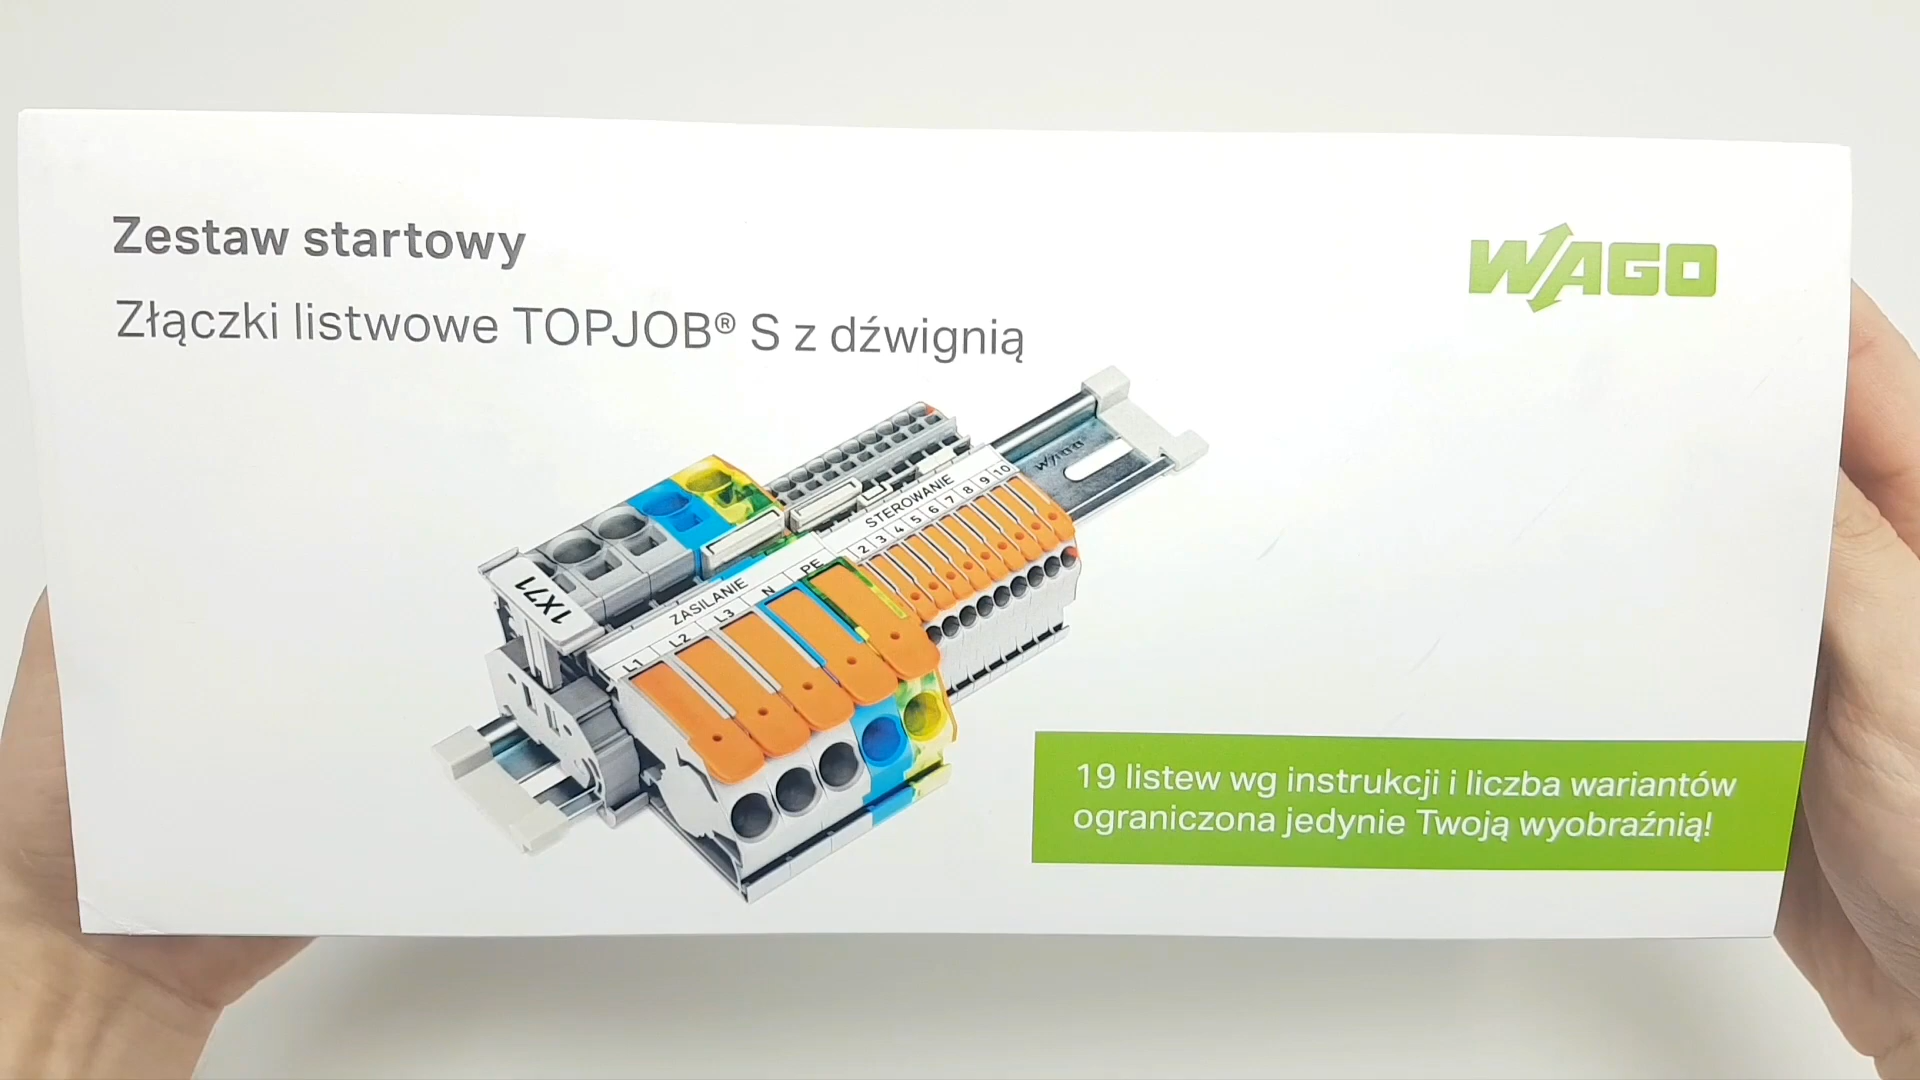 Zestaw startowy
WAGO
Złączki listwowe TOPJOB® S z dźwignią
WAGO
STEROWANIE
2 3 4 5 6 7 8 9 10
1X71
ZASILANIE
L1 L2 L3 N PE
19 listew wg instrukcji i liczba wariantów
ograniczona jedynie Twoją wyobraźnią!